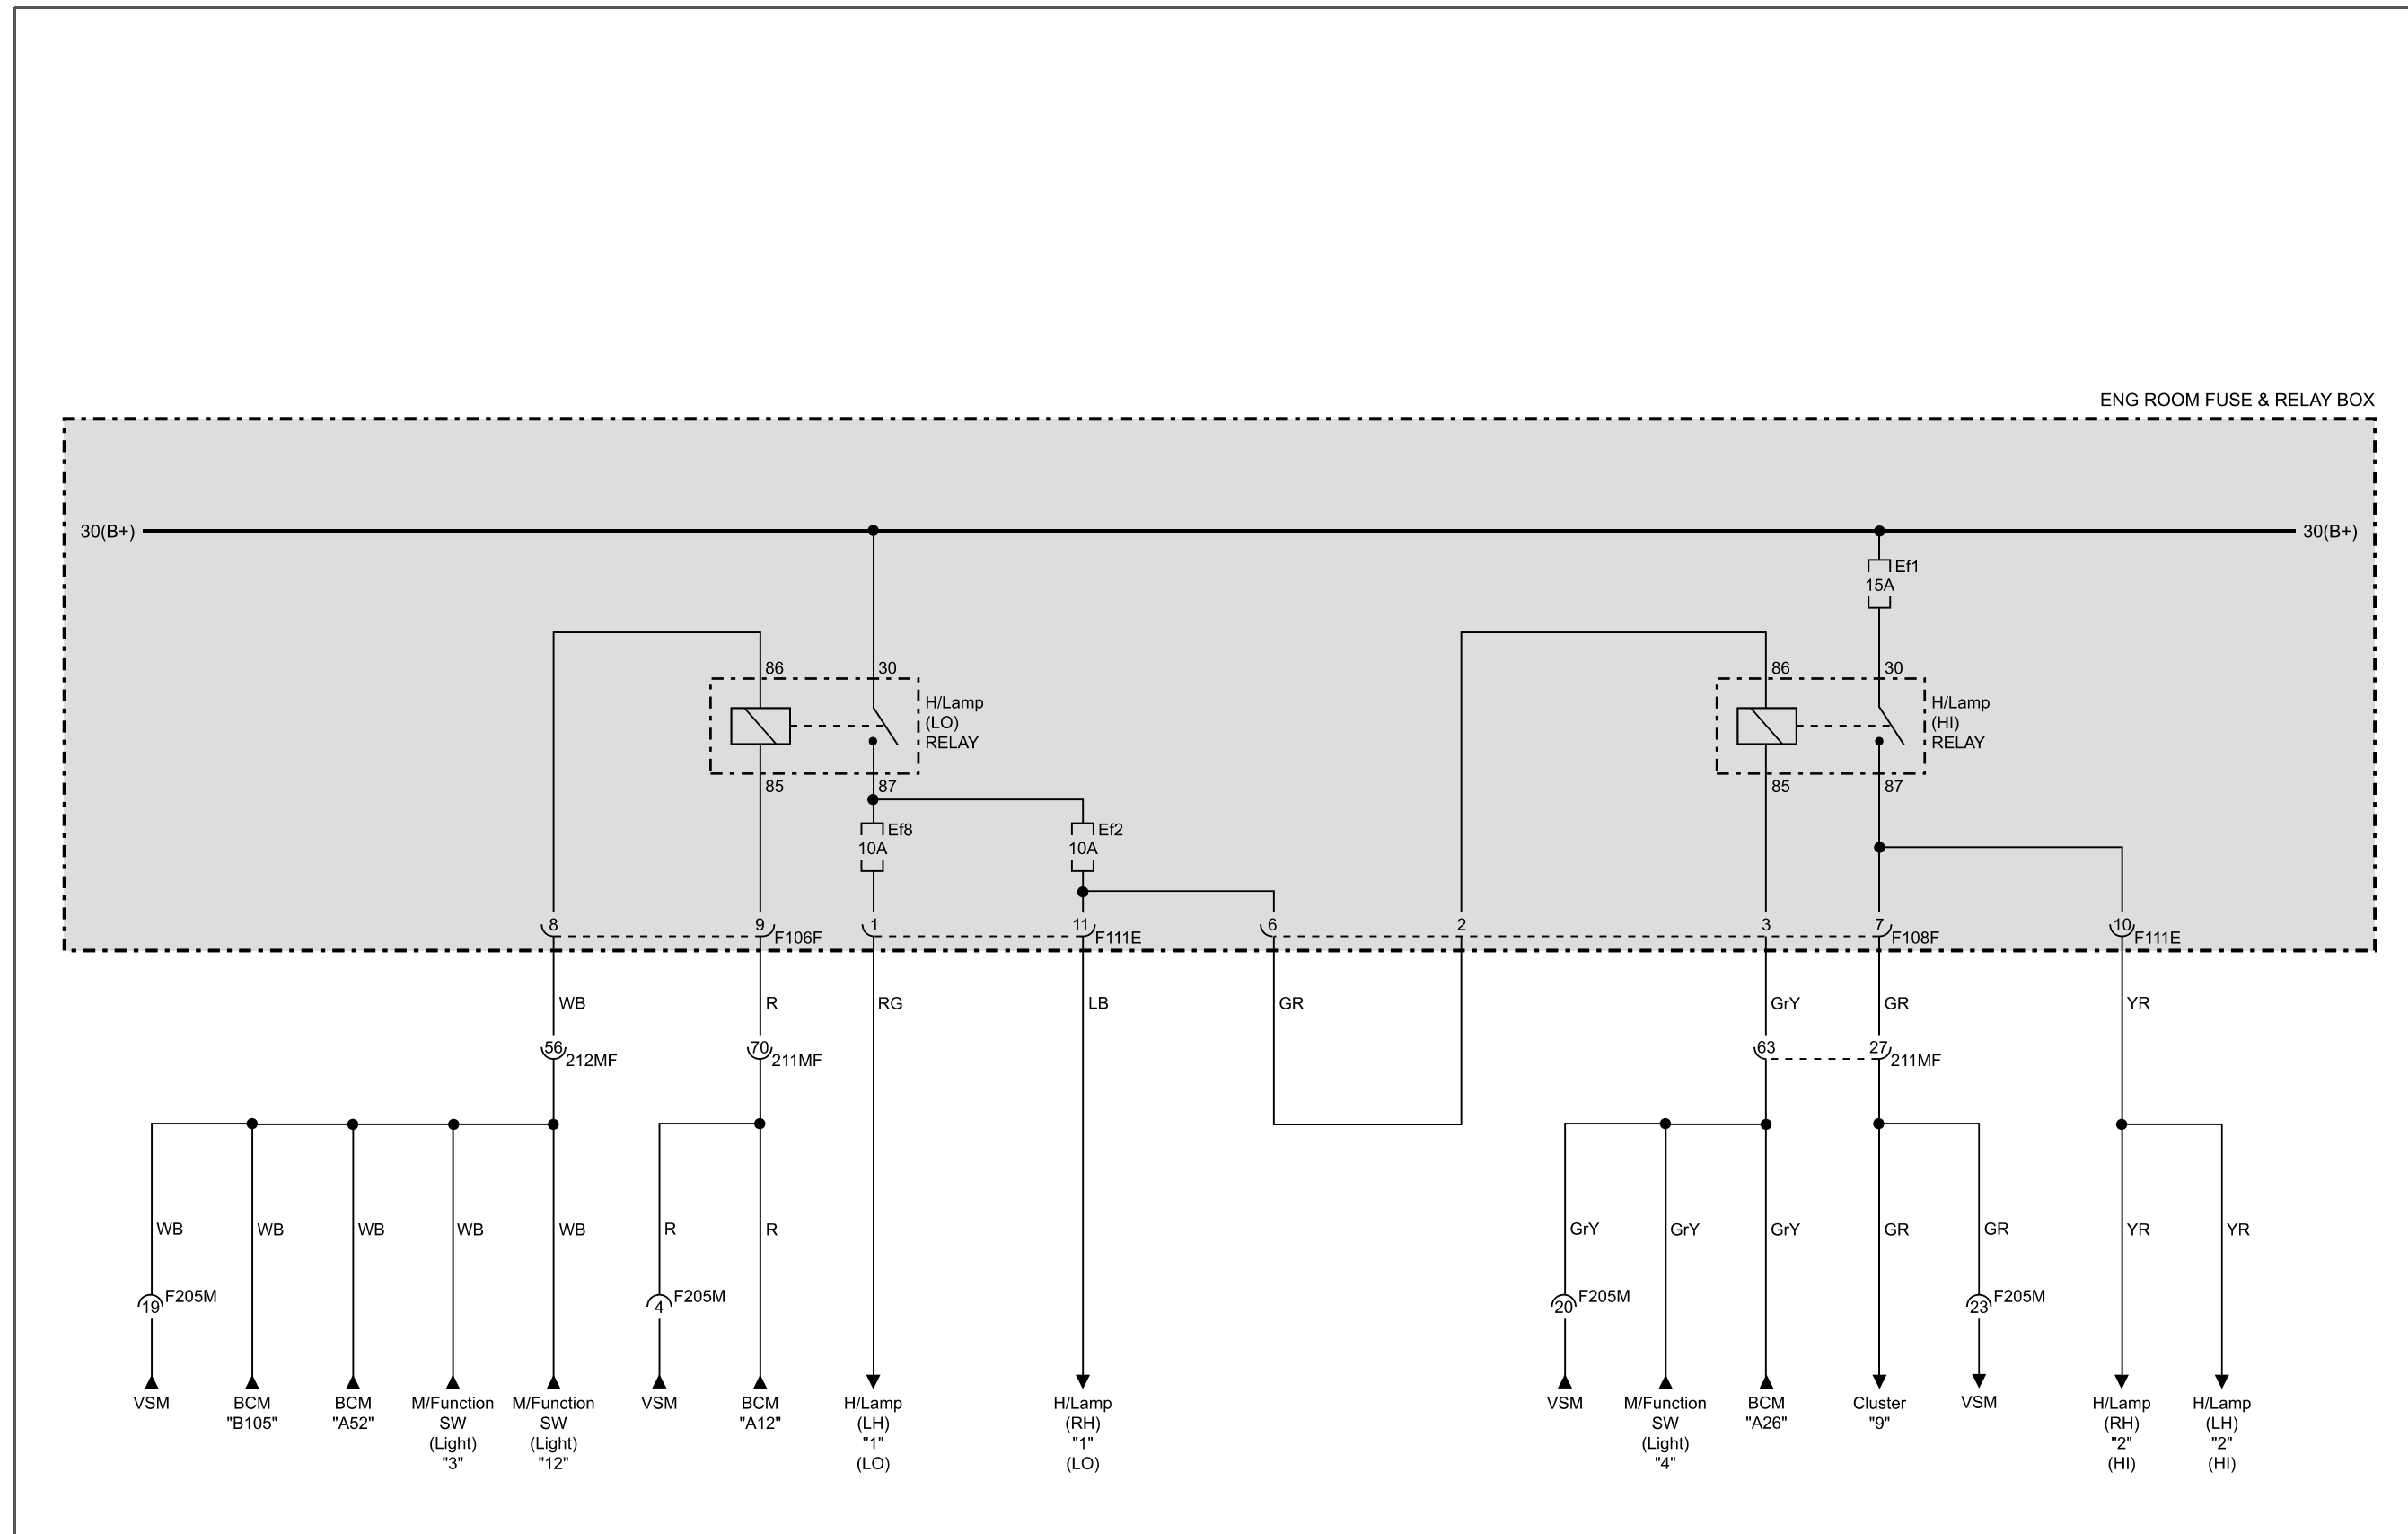 ENG ROOM FUSE & RELAY BOX
30(B+)
30(B+)
Ef1
15A
86
30
H/Lamp
(LO)
RELAY
85
87
86
30
H/Lamp
(HI)
RELAY
85
87
Ef8
10A
Ef2
10A
8
9
F106F
1
11
F111E
6
2
3
7
F108F
10
F111E
WB
R
RG
LB
GR
GrY
GR
YR
56
212MF
70
211MF
63
27
211MF
WB
WB
WB
WB
WB
R
R
GrY
GrY
GrY
GR
GR
YR
YR
19
F205M
4
F205M
20
F205M
23
F205M
VSM
BCM
"B105"
BCM
"A52"
M/Function
SW
(Light)
"3"
M/Function
SW
(Light)
"12"
VSM
BCM
"A12"
H/Lamp
(LH)
"1"
(LO)
H/Lamp
(RH)
"1"
(LO)
VSM
M/Function
SW
(Light)
"4"
BCM
"A26"
Cluster
"9"
VSM
H/Lamp
(RH)
"2"
(HI)
H/Lamp
(LH)
"2"
(HI)